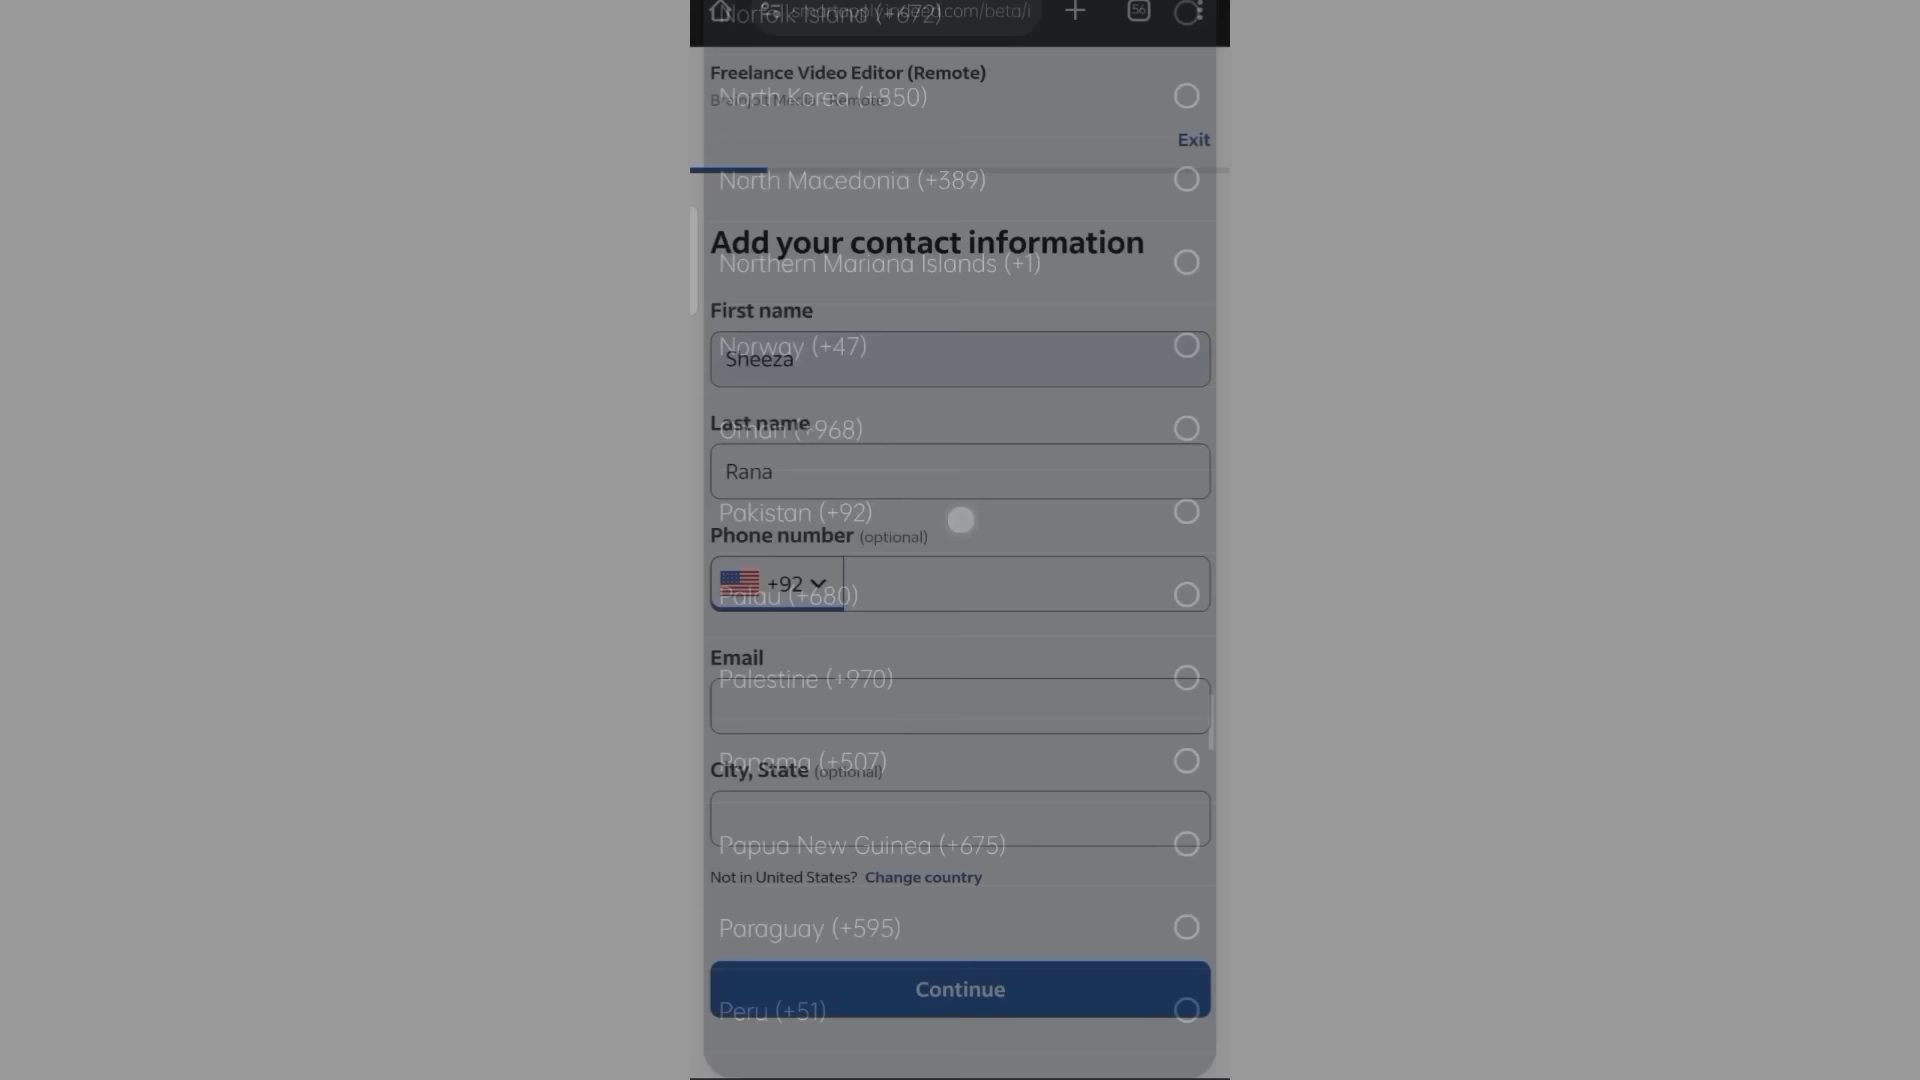 Norfolk Island (+672)
56
Freelance Video Editor (Remote)
North Korea (+850)
Remote
Exit
North Macedonia (+389)
Add your contact information
Northern Mariana Islands (+1)
First name
Norway (+47)
Sheeza
Last name
Oman (+968)
Rana
Pakistan (+92)
Phone number (optional)
+92
Palau (+680)
Email
Palestine (+970)
Panama (+507)
City, State (optional)
Papua New Guinea (+675)
Not in United States? Change country
Paraguay (+595)
Continue
Peru (+51)